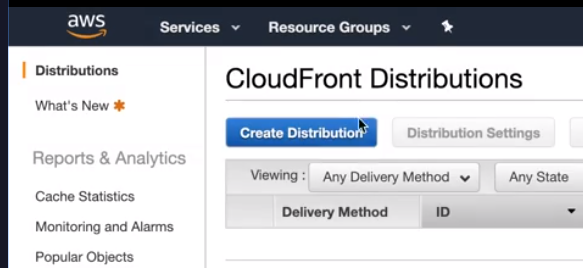 aws Services Resource Groups
Distributions
What's New
Reports & Analytics
Cache Statistics
Monitoring and Alarms
Popular Objects
CloudFront Distributions
Create Distribution Distribution Settings
Viewing : Any Delivery Method Any State
Delivery Method ID